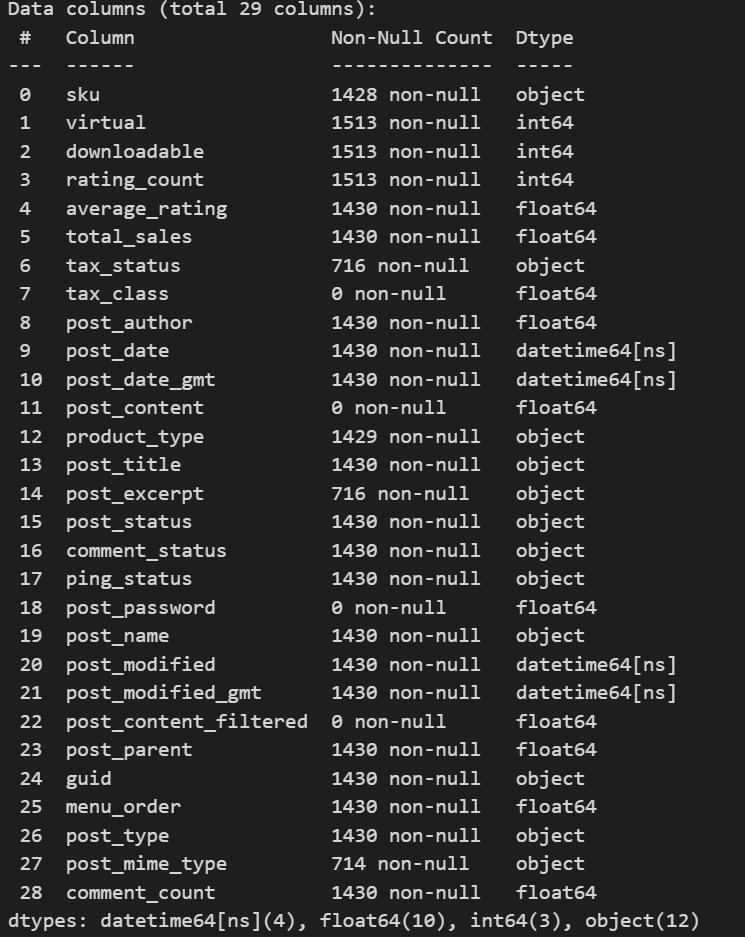 Data columns (total 29 columns):
 #   Column                 Non-Null Count  Dtype
---  ------                 --------------  -----
 0   sku                    1428 non-null   object
 1   virtual                1513 non-null   int64
 2   downloadable           1513 non-null   int64
 3   rating_count           1513 non-null   int64
 4   average_rating         1430 non-null   float64
 5   total_sales            1430 non-null   float64
 6   tax_status             716 non-null    object
 7   tax_class              0 non-null      float64
 8   post_author            1430 non-null   float64
 9   post_date              1430 non-null   datetime64[ns]
 10  post_date_gmt          1430 non-null   datetime64[ns]
 11  post_content           0 non-null      float64
 12  product_type           1429 non-null   object
 13  post_title             1430 non-null   object
 14  post_excerpt           716 non-null    object
 15  post_status            1430 non-null   object
 16  comment_status         1430 non-null   object
 17  ping_status            1430 non-null   object
 18  post_password          0 non-null      float64
 19  post_name              1430 non-null   object
 20  post_modified          1430 non-null   datetime64[ns]
 21  post_modified_gmt      1430 non-null   datetime64[ns]
 22  post_content_filtered  0 non-null      float64
 23  post_parent            1430 non-null   float64
 24  guid                   1430 non-null   object
 25  menu_order             1430 non-null   float64
 26  post_type              1430 non-null   object
 27  post_mime_type         714 non-null    object
 28  comment_count          1430 non-null   float64
dtypes: datetime64[ns](4), float64(10), int64(3), object(12)